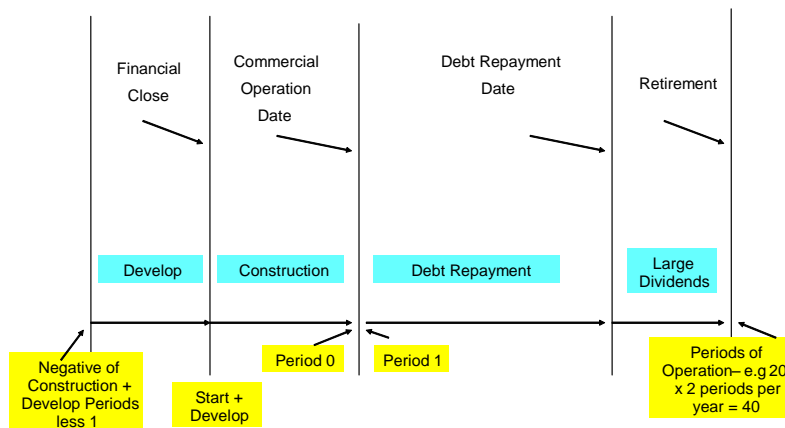 Financial
Close
Commercial
Operation
Date
Debt Repayment
Date
Retirement
Develop
Construction
Debt Repayment
Large
Dividends
Negative of
Construction +
Develop Periods
less 1
Start +
Develop
Period 0
Period 1
Periods of
Operation– e.g 20
x 2 periods per
year = 40